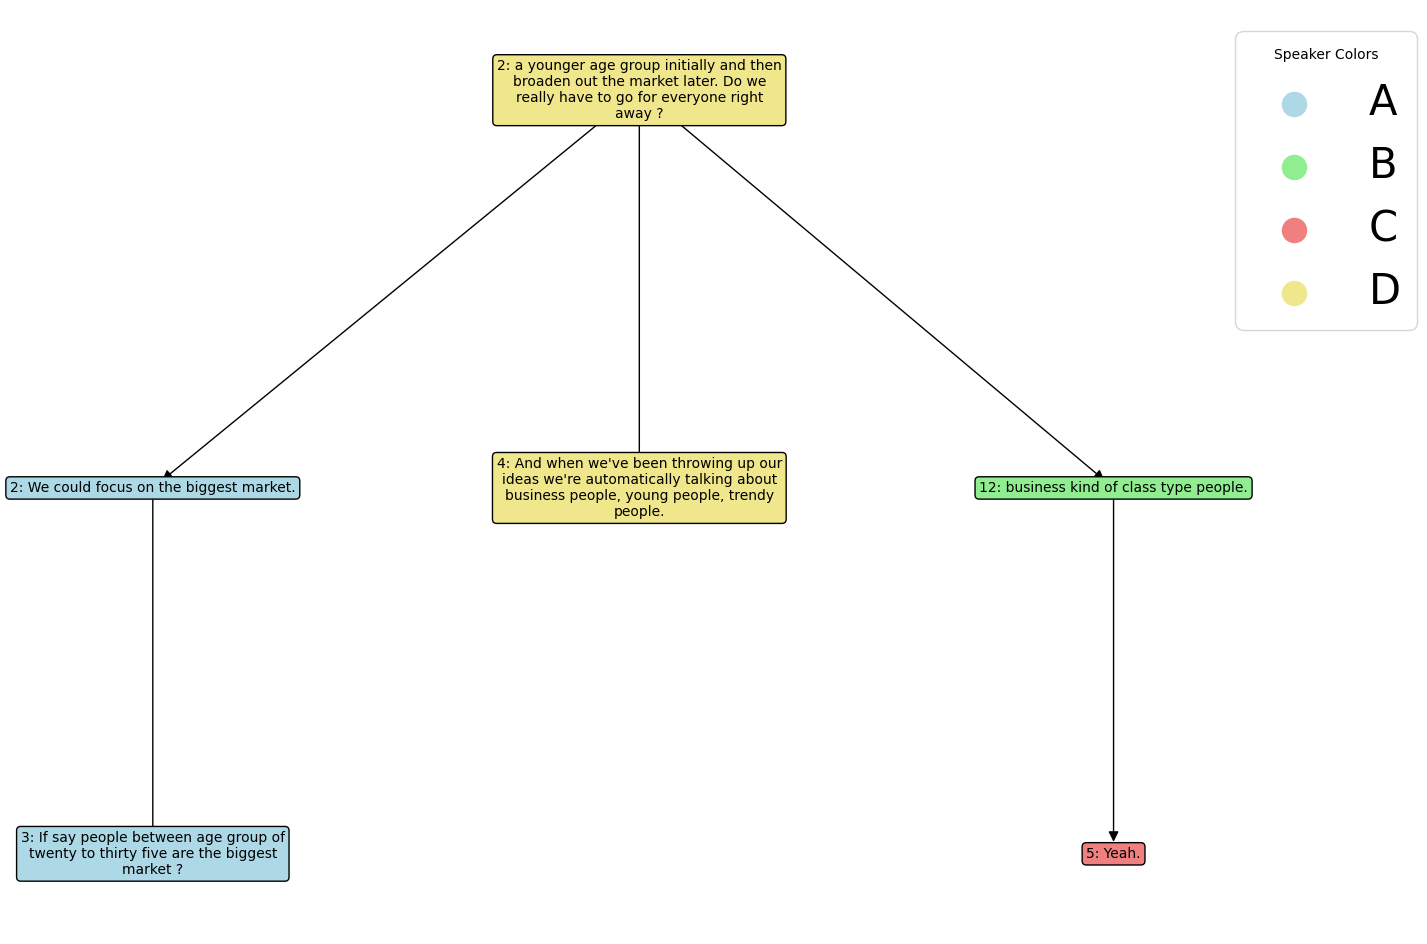 2: a younger age group initially and then
broaden out the market later. Do we
really have to go for everyone right
away ?
Speaker Colors
A
B
C
D
2: We could focus on the biggest market.
4: And when we've been throwing up our
ideas we're automatically talking about
business people, young people, trendy
people.
12: business kind of class type people.
3: If say people between age group of
twenty to thirty five are the biggest
market ?
5: Yeah.